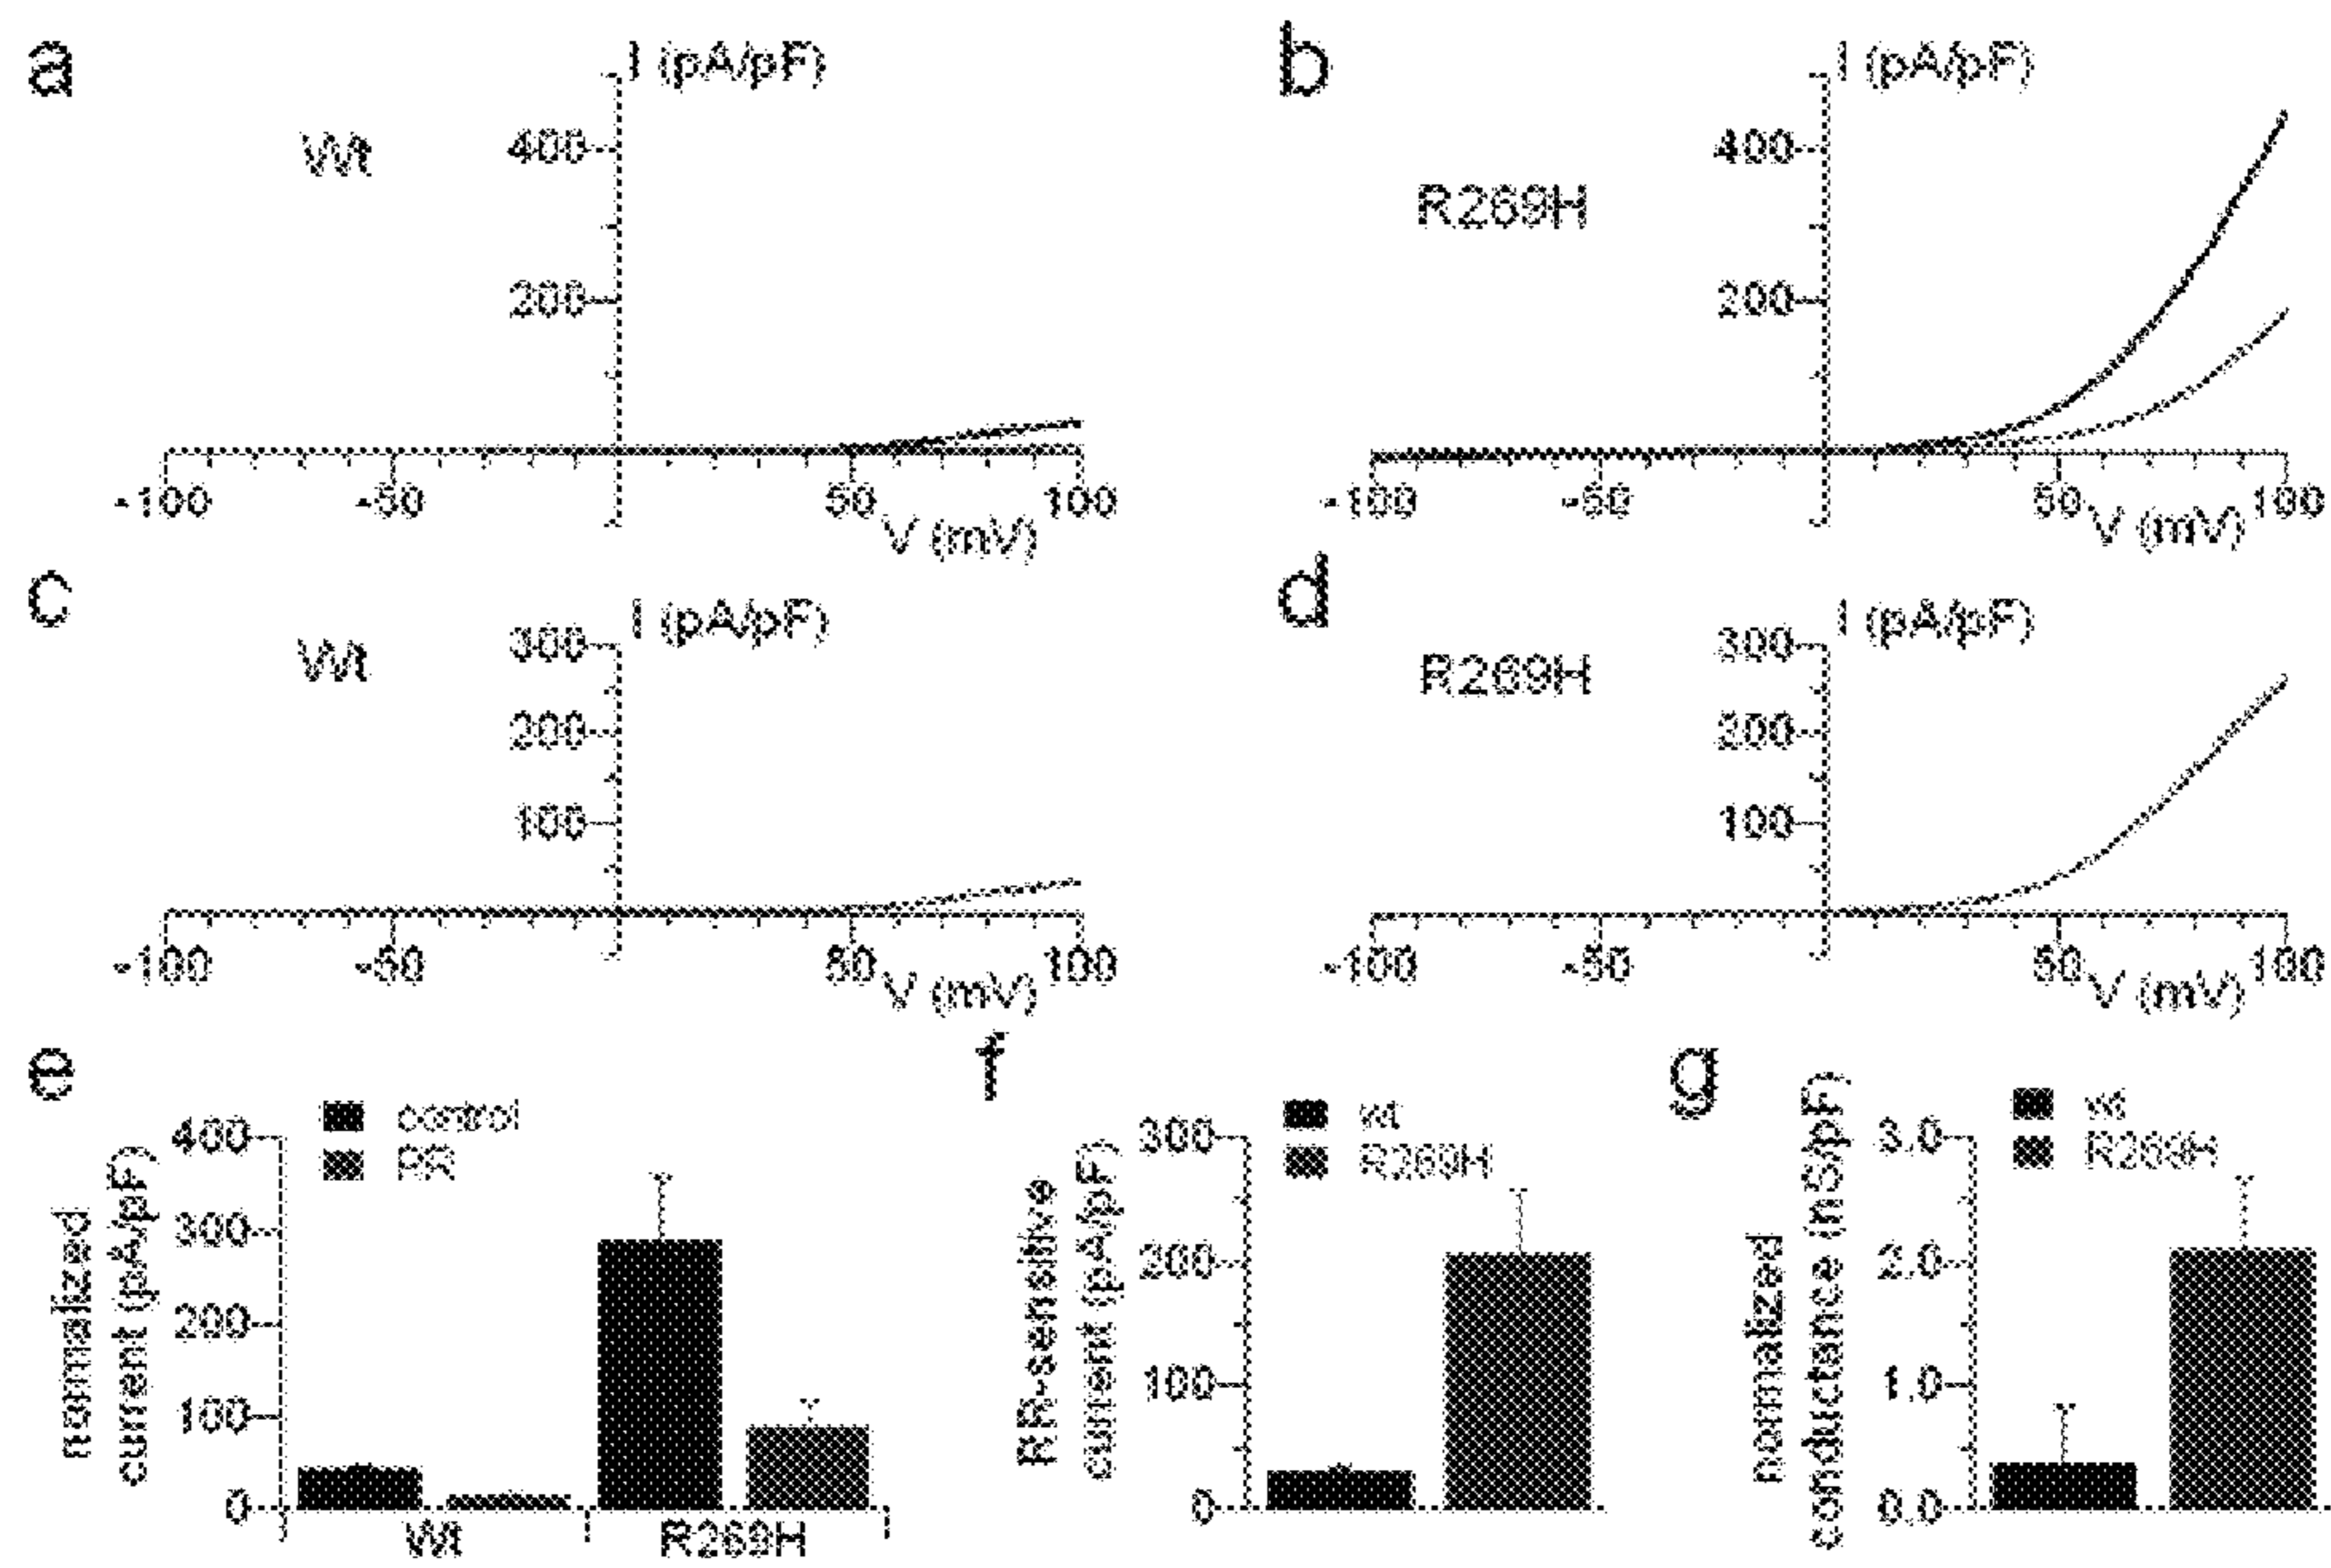 a
I (pA/pF)
Wt
400
200
-100
-50
50
100
V (mV)
b
I (pA/pF)
R269H
400
200
-100
-50
50
100
V (mV)
c
I (pA/pF)
Wt
300
200
100
-100
-50
50
100
V (mV)
d
I (pA/pF)
R269H
300
200
100
-100
-50
50
100
V (mV)
e
normalized
current (pA/pF)
control
RR
400
300
200
100
0
Wt
R269H
f
RR-sensitive
current (pA/pF)
wt
R269H
300
200
100
0
g
normalized
conductance (nS/pF)
wt
R269H
3.0
2.0
1.0
0.0